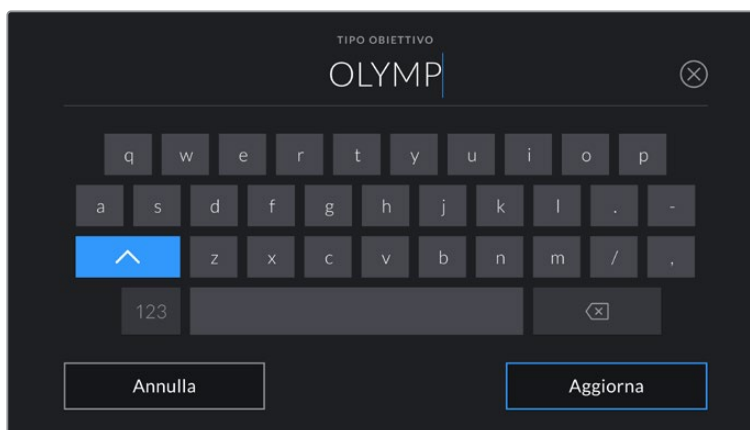 TIPO OBIETTIVO
OLYMP
q w e r t y u i o p
a s d f g h j k l . -
z x c v b n m / ,
123
Annulla Aggiorna